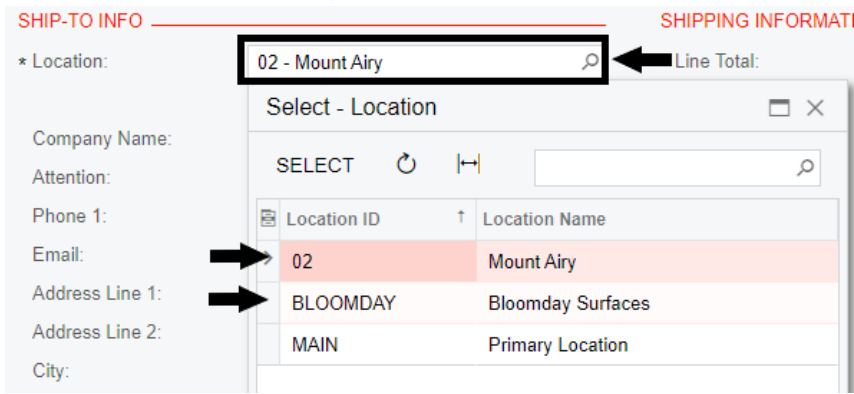 SHIP-TO INFO
SHIPPING INFORMATI
* Location:
02 - Mount Airy
Line Total:
Select - Location
Company Name:
SELECT
Attention:
Phone 1:
Location ID ↑ Location Name
Email:
02 Mount Airy
Address Line 1:
BLOOMDAY Bloomday Surfaces
Address Line 2:
MAIN Primary Location
City: